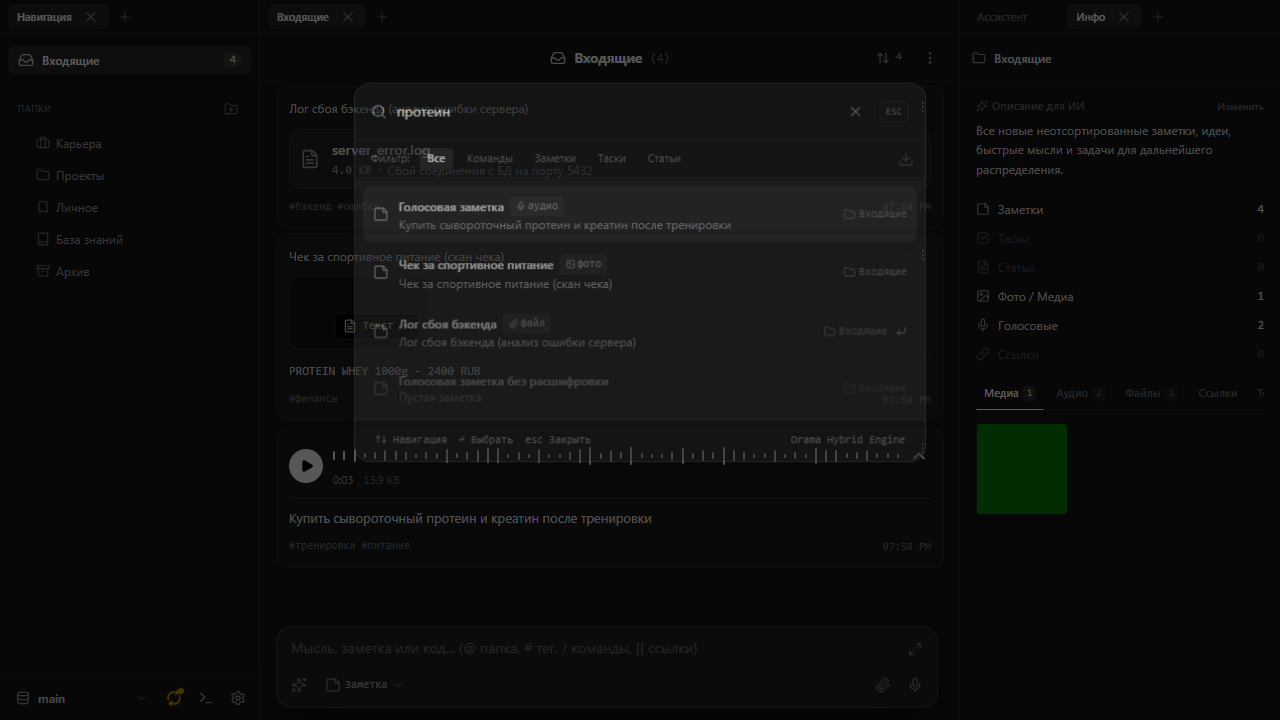 Навигация
Входящие
Ассистент
Инфо
Входящие 4
Входящие (4)
4
Входящие
ПАПКИ
Карьера
Проекты
Личное
База знаний
Архив
main
Лог сбоя бэкенда (анализ ошибки сервера)
server_error.log
4.0 KB • Сбой соединения с БД на порту 5432
#бэкенд #ошибк
07:58 PM
Чек за спортивное питание (скан чека)
Текст
PROTEIN WHEY 1000g - 2400 RUB
#финансы
07:58 PM
протеин
ESC
Фильтр: Все Команды Заметки Таски Статьи
Голосовая заметка аудио
Купить сывороточный протеин и креатин после тренировки
Входящие
Чек за спортивное питание фото
Чек за спортивное питание (скан чека)
Входящие
Лог сбоя бэкенда файл
Лог сбоя бэкенда (анализ ошибки сервера)
Входящие
Голосовая заметка без расшифровки
Пустая заметка
Входящие
↑↓ Навигация ↵ Выбрать esc Закрыть
Orama Hybrid Engine
0:03 13.9 KB
Купить сывороточный протеин и креатин после тренировки
#тренировки #питание
07:58 PM
Мысль, заметка или код... (@ папка, # тег, / команды, [[ ссылки)
Заметка
Описание для ИИ
Изменить
Все новые неотсортированные заметки, идеи,
быстрые мысли и задачи для дальнейшего
распределения.
Заметки 4
Таски 0
Статьи 0
Фото / Медиа 1
Голосовые 2
Ссылки 0
Медиа 1 Аудио 2 Файлы 1 Ссылки